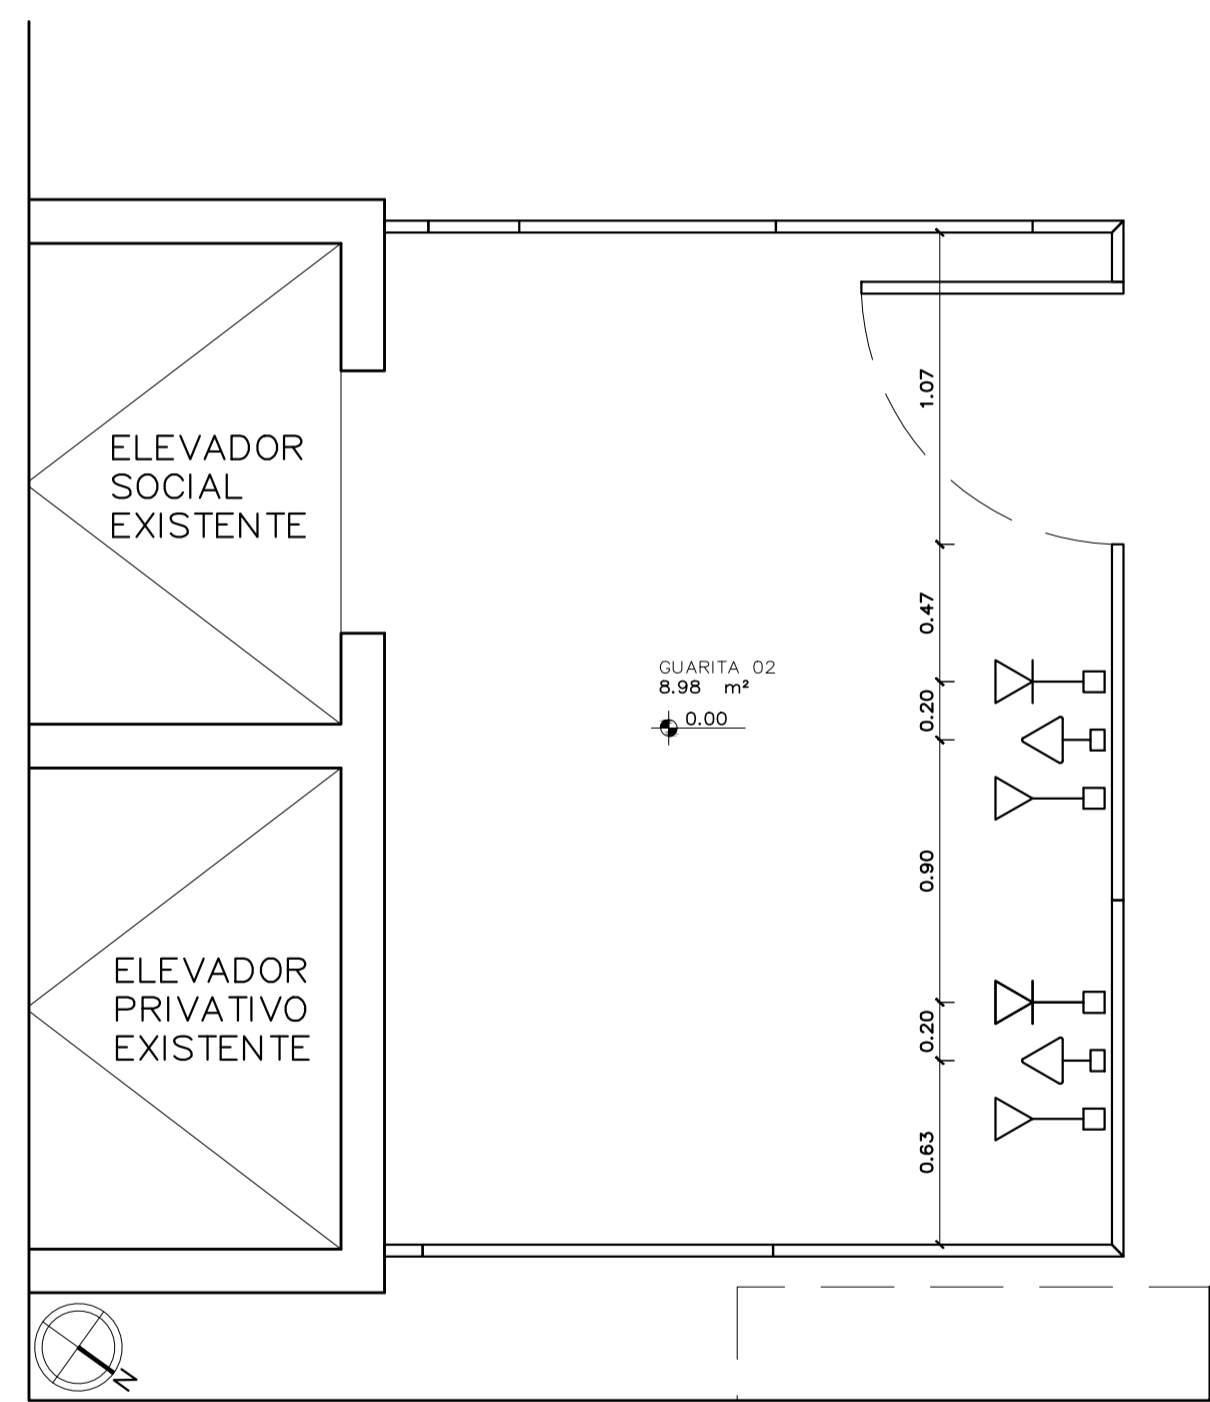 ELEVADOR
SOCIAL
EXISTENTE
1.07
0.47
GUARITA 02
8.98 m²
0.00
0.20
0.90
ELEVADOR
PRIVATIVO
EXISTENTE
0.20
0.63
N